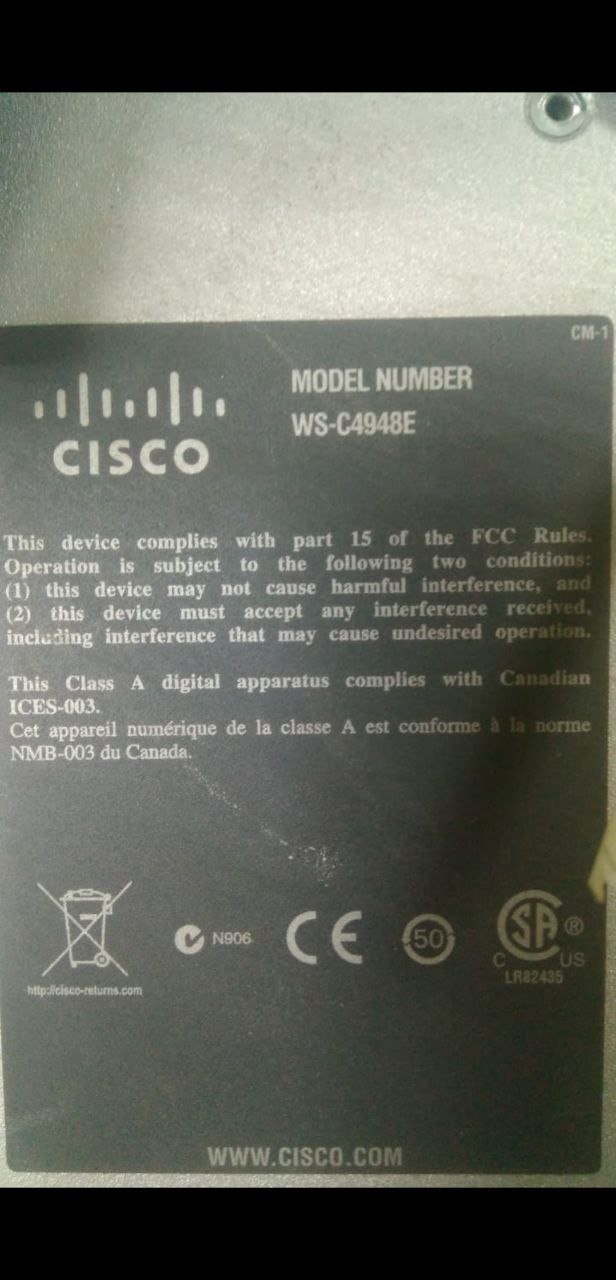 CM-1
MODEL NUMBER
WS-C4948E
CISCO
This device complies with part 15 of the FCC Rules.
Operation is subject to the following two conditions:
(1) this device may not cause harmful interference, and
(2) this device must accept any interference received,
including interference that may cause undesired operation.
This Class A digital apparatus complies with Canadian
ICES-003.
Cet appareil numérique de la classe A est conforme à la norme
NMB-003 du Canada.
N906
CE
50
SA ®
C US
LR82435
http://cisco-returns.com
WWW.CISCO.COM